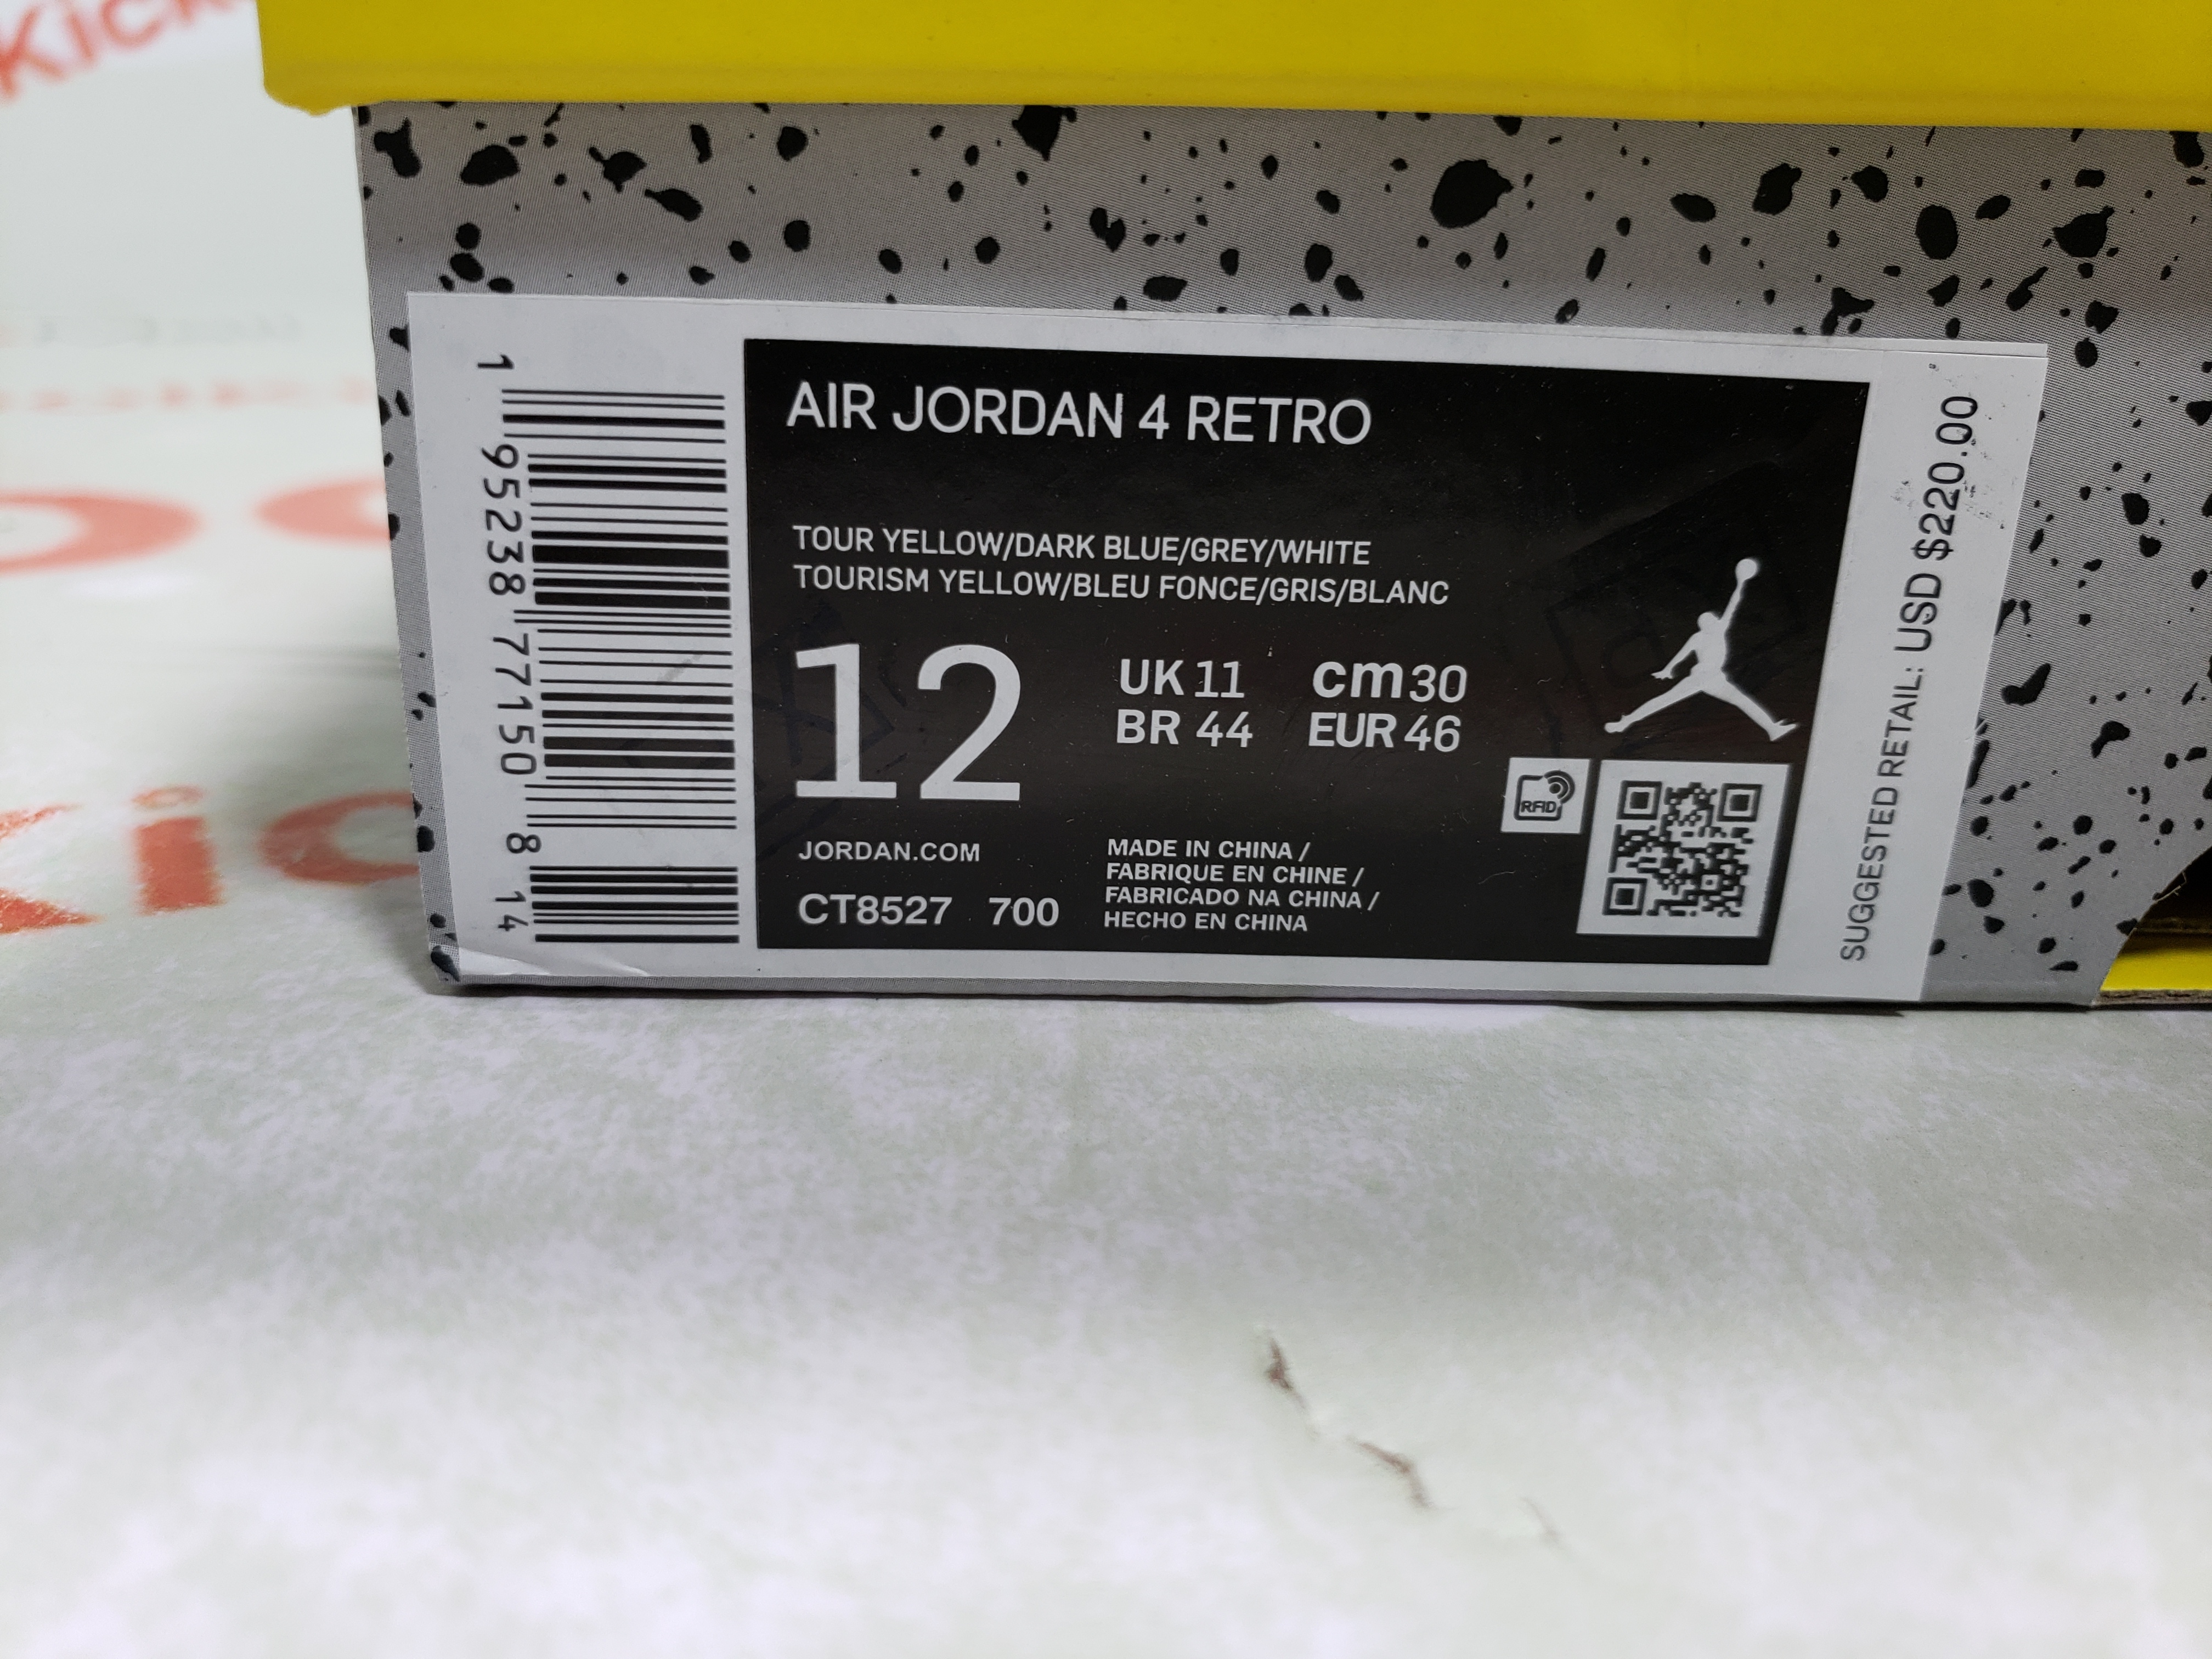 AIR JORDAN 4 RETRO
TOUR YELLOW/DARK BLUE/GREY/WHITE
TOURISM YELLOW/BLEU FONCE/GRIS/BLANC
12
UK 11 cm 30
BR 44 EUR 46
RFID
JORDAN.COM
CT8527 700
MADE IN CHINA /
FABRIQUE EN CHINE /
FABRICADO NA CHINA /
HECHO EN CHINA
1 95238 77150 8 14
SUGGESTED RETAIL: USD $220.00